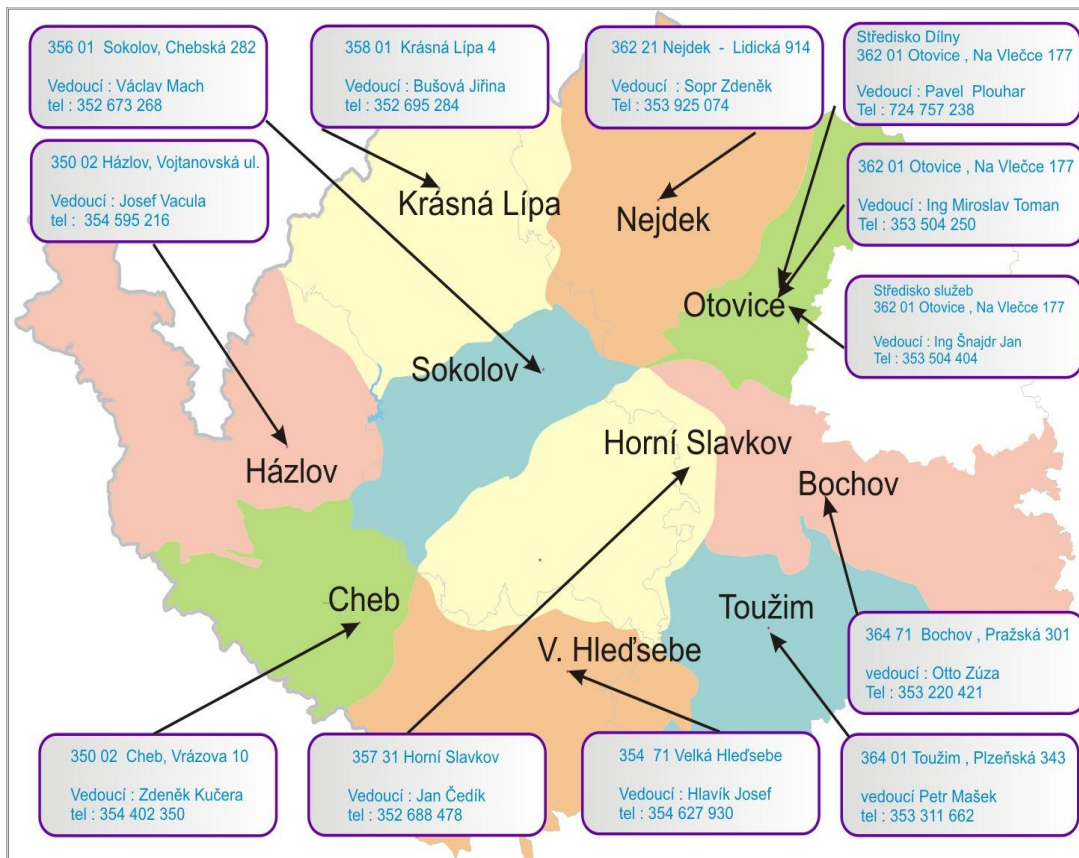 356 01  Sokolov, Chebská 282
Vedoucí : Václav Mach
tel : 352 673 268
358 01  Krásná Lípa 4
Vedoucí : Bušová Jiřina
tel : 352 695 284
362 21 Nejdek  -  Lidická 914
Vedoucí  : Sopr Zdeněk
Tel : 353 925 074
Středisko Dílny
362 01 Otovice , Na Vlečce 177
Vedoucí : Pavel  Plouhar
Tel : 724 757 238
350 02 Házlov, Vojtanovská ul.
Vedoucí : Josef Vacula
tel :  354 595 216
362 01 Otovice , Na Vlečce 177
Vedoucí : Ing Miroslav Toman
Tel : 353 504 250
Středisko služeb
362 01 Otovice , Na Vlečce 177
Vedoucí : Ing Šnajdr Jan
Tel : 353 504 404
Krásná Lípa
Nejdek
Otovice
Sokolov
Horní Slavkov
Házlov
Bochov
Cheb
Toužim
V. Hleďsebe
364 71  Bochov , Pražská 301
vedoucí : Otto Zúza
Tel : 353 220 421
350 02  Cheb, Vrázova 10
Vedoucí : Zdeněk Kučera
tel : 354 402 350
357 31 Horní Slavkov
Vedoucí : Jan Čedík
tel : 352 688 478
354  71 Velká Hleďsebe
Vedoucí : Hlavík Josef
tel : 354 627 930
364 01 Toužim , Plzeňská 343
vedoucí Petr Mašek
tel : 353 311 662